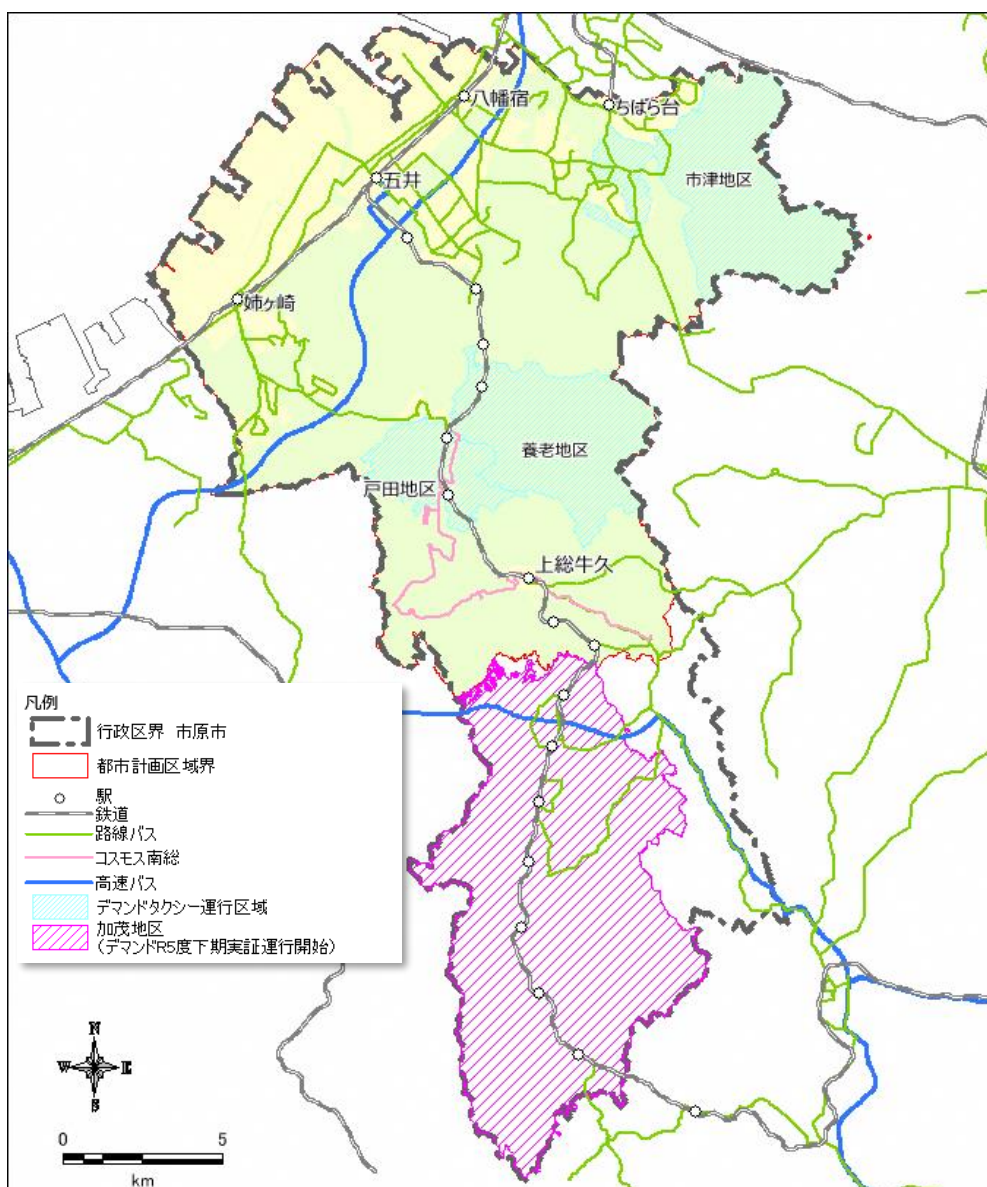 八幡宿
ちはら台
五井
市津地区
姉ヶ崎
養老地区
戸田地区
上総牛久
凡例
行政区界 市原市
都市計画区域界
駅
鉄道
路線バス
コスモス南総
高速バス
デマンドタクシー運行区域
加茂地区
(デマンドR5度下期実証運行開始)
N
W E
S
0 5
km